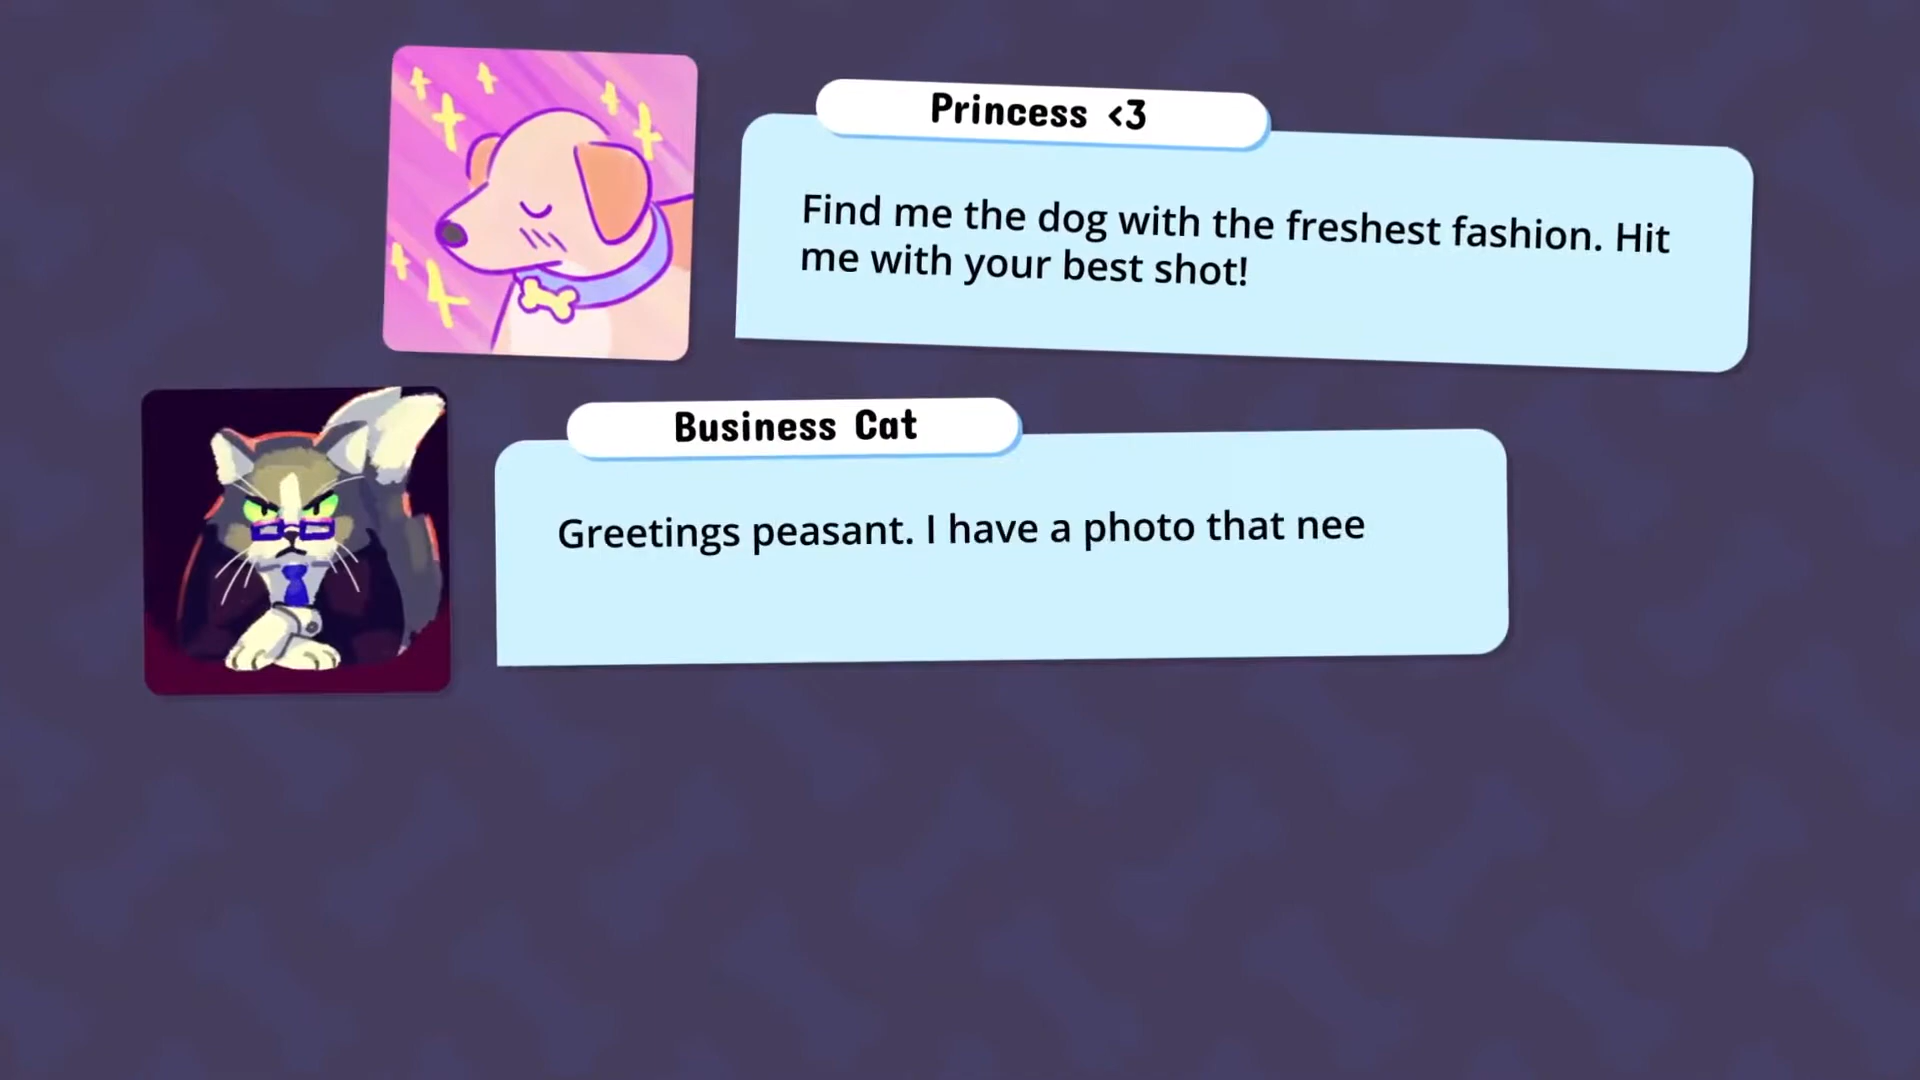 Princess <3
Find me the dog with the freshest fashion. Hit
me with your best shot!
Business Cat
Greetings peasant. I have a photo that nee